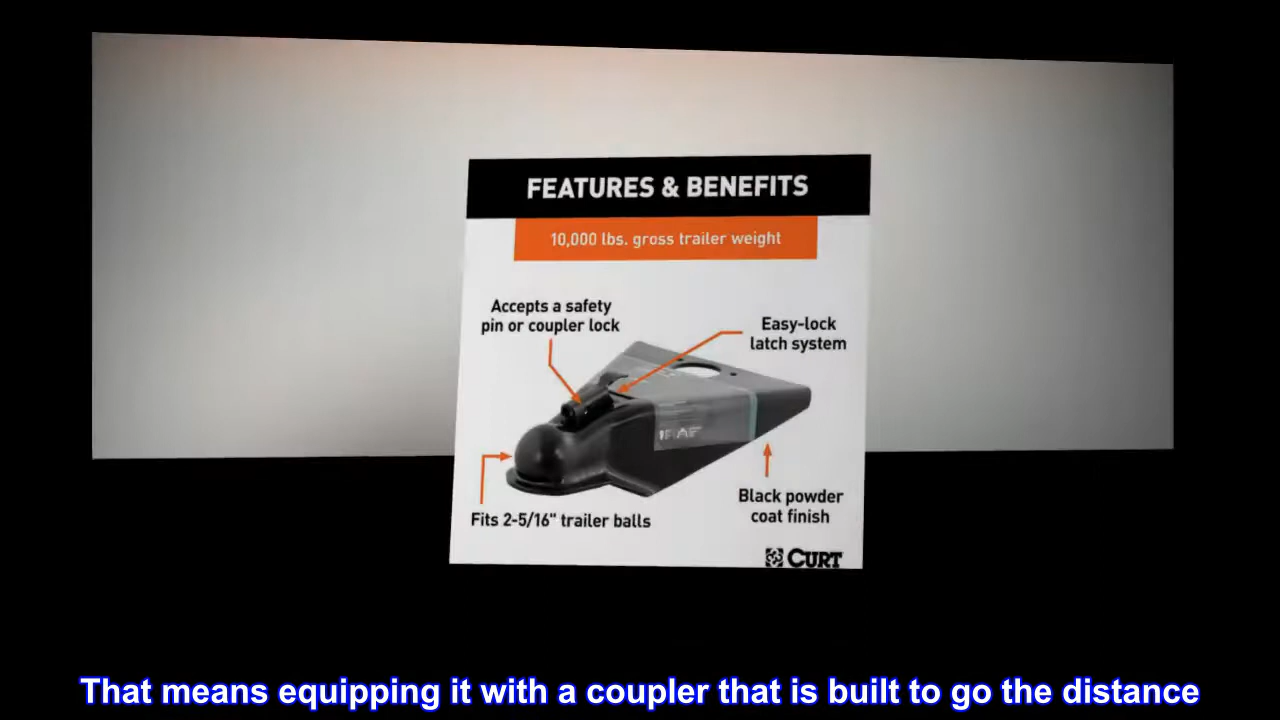 FEATURES & BENEFITS
10,000 lbs. gross trailer weight
Accepts a safety
pin or coupler lock
Easy-lock
latch system
Black powder
coat finish
Fits 2-5/16" trailer balls
CURT
That means equipping it with a coupler that is built to go the distance